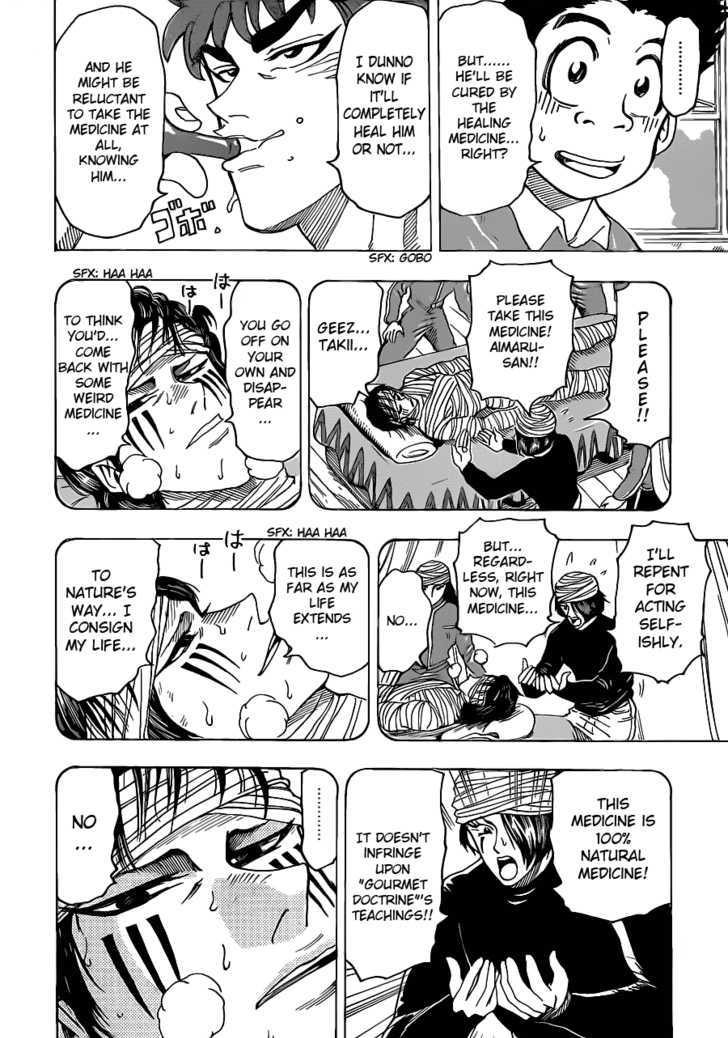 .........
BUT......
HE'LL BE
CURED BY
THE
HEALING
MEDICINE...
RIGHT?
I DUNNO
KNOW IF
IT'LL
COMPLETELY
HEAL HIM
OR NOT...
AND HE
MIGHT BE
RELUCTANT
TO TAKE THE
MEDICINE AT
ALL,
KNOWING
HIM...
ゴボ
SFX: GOBO
PLEASE!!
PLEASE
TAKE THIS
MEDICINE!
AIMARU-
SAN!!
GEEZ...
TAKII...
SFX: HAA HAA
はー
はー
YOU GO
OFF ON
YOUR
OWN AND
DISAP-
PEAR
...
TO THINK
YOU'D...
COME
BACK WITH
SOME
WEIRD
MEDICINE
...
I'LL
REPENT
FOR
ACTING
SELF-
ISHLY.
BUT...
REGARD-
LESS, RIGHT
NOW, THIS
MEDICINE...
NO...
SFX: HAA HAA
はー
はー
THIS IS AS
FAR AS MY
LIFE
EXTENDS
...
TO
NATURE'S
WAY... I
CONSIGN
MY LIFE...
THIS
MEDICINE IS
100%
NATURAL
MEDICINE!
IT DOESN'T
INFRINGE
UPON
"GOURMET
DOCTRINE"'S
TEACHINGS!!
.........
NO
...